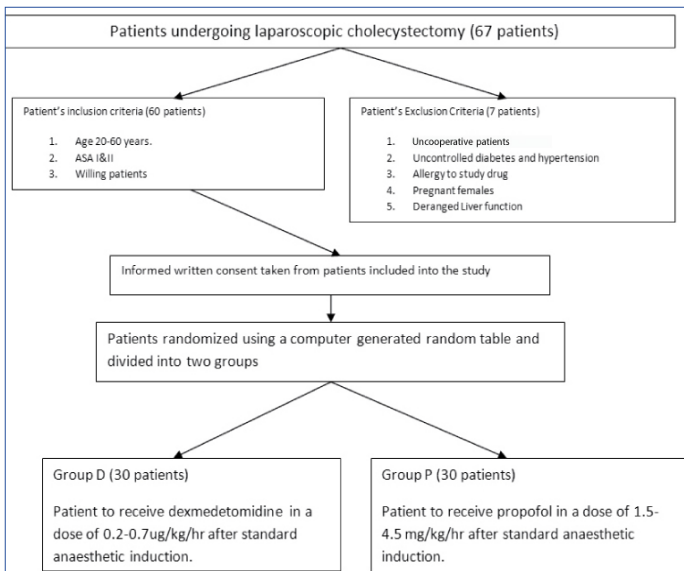 Patients undergoing laparoscopic cholecystectomy (67 patients)
Patient's inclusion criteria (60 patients)
1. Age 20-60 years.
2. ASA I&II
3. Willing patients
Patient's Exclusion Criteria (7 patients)
1. Uncooperative patients
2. Uncontrolled diabetes and hypertension
3. Allergy to study drug
4. Pregnant females
5. Deranged Liver function
Informed written consent taken from patients included into the study
Patients randomized using a computer generated random table and
divided into two groups
Group D (30 patients)
Patient to receive dexmedetomidine in a
dose of 0.2-0.7ug/kg/hr after standard
anaesthetic induction.
Group P (30 patients)
Patient to receive propofol in a dose of 1.5-
4.5 mg/kg/hr after standard anaesthetic
induction.